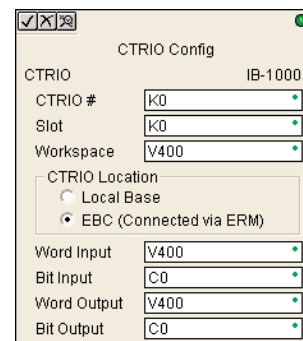 CTRIO Config
CTRIO IB-1000
CTRIO # K0
Slot K0
Workspace V400
CTRIO Location
Local Base
EBC (Connected via ERM)
Word Input V400
Bit Input C0
Word Output V400
Bit Output C0